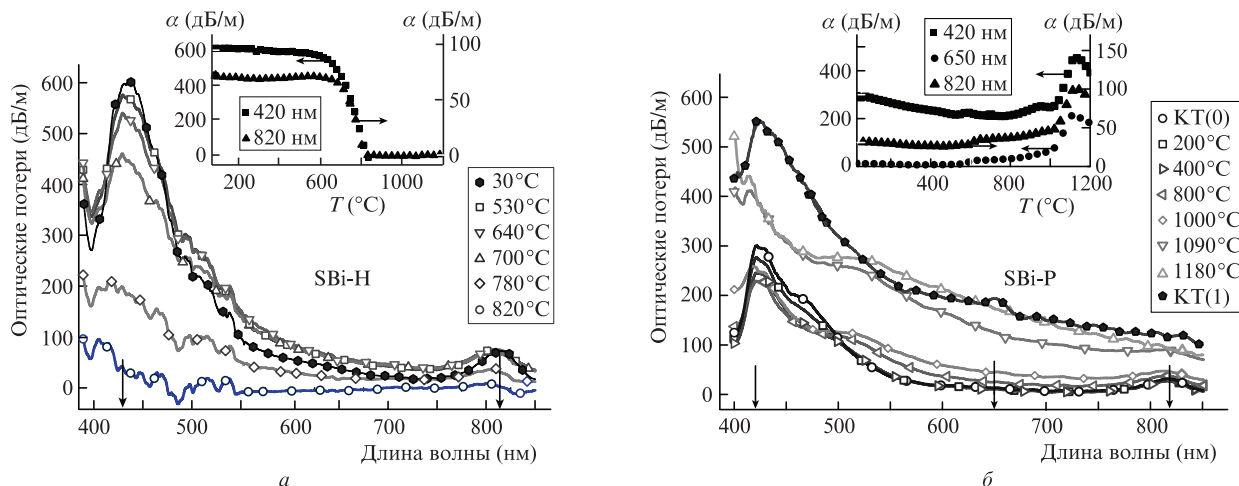 α (дБ/м)
α (дБ/м)
600
400
200
0
100
50
0
420 нм
820 нм
200
600
1000
T (°C)
Оптические потери (дБ/м)
600
500
400
300
200
100
0
SBi-H
30°C
530°C
640°C
700°C
780°C
820°C
400
500
600
700
800
Длина волны (нм)
а
α (дБ/м)
α (дБ/м)
400
200
0
150
100
50
0
420 нм
650 нм
820 нм
0
400
800
1200
T (°C)
Оптические потери (дБ/м)
600
500
400
300
200
100
0
SBi-P
КТ(0)
200°C
400°C
800°C
1000°C
1090°C
1180°C
КТ(1)
400
500
600
700
800
Длина волны (нм)
б